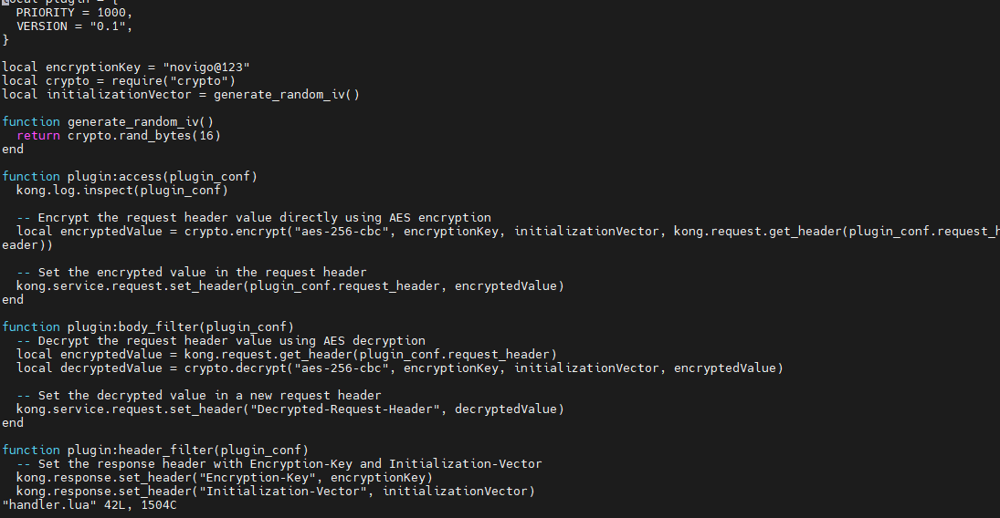 local plugin = {
  PRIORITY = 1000,
  VERSION = "0.1",
}

local encryptionKey = "novigo@123"
local crypto = require("crypto")
local initializationVector = generate_random_iv()

function generate_random_iv()
  return crypto.rand_bytes(16)
end

function plugin:access(plugin_conf)
  kong.log.inspect(plugin_conf)

  -- Encrypt the request header value directly using AES encryption
  local encryptedValue = crypto.encrypt("aes-256-cbc", encryptionKey, initializationVector, kong.request.get_header(plugin_conf.request_h
eader))

  -- Set the encrypted value in the request header
  kong.service.request.set_header(plugin_conf.request_header, encryptedValue)
end

function plugin:body_filter(plugin_conf)
  -- Decrypt the request header value using AES decryption
  local encryptedValue = kong.request.get_header(plugin_conf.request_header)
  local decryptedValue = crypto.decrypt("aes-256-cbc", encryptionKey, initializationVector, encryptedValue)

  -- Set the decrypted value in a new request header
  kong.service.request.set_header("Decrypted-Request-Header", decryptedValue)
end

function plugin:header_filter(plugin_conf)
  -- Set the response header with Encryption-Key and Initialization-Vector
  kong.response.set_header("Encryption-Key", encryptionKey)
  kong.response.set_header("Initialization-Vector", initializationVector)
"handler.lua" 42L, 1504C